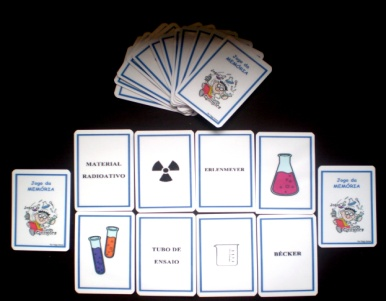 Jogo da
MEMÓRIA
MATERIAL
RADIOATIVO
ERLENMEYER
Jogo da
MEMÓRIA
Jogo da
MEMÓRIA
TUBO DE
ENSAIO
BÉCKER